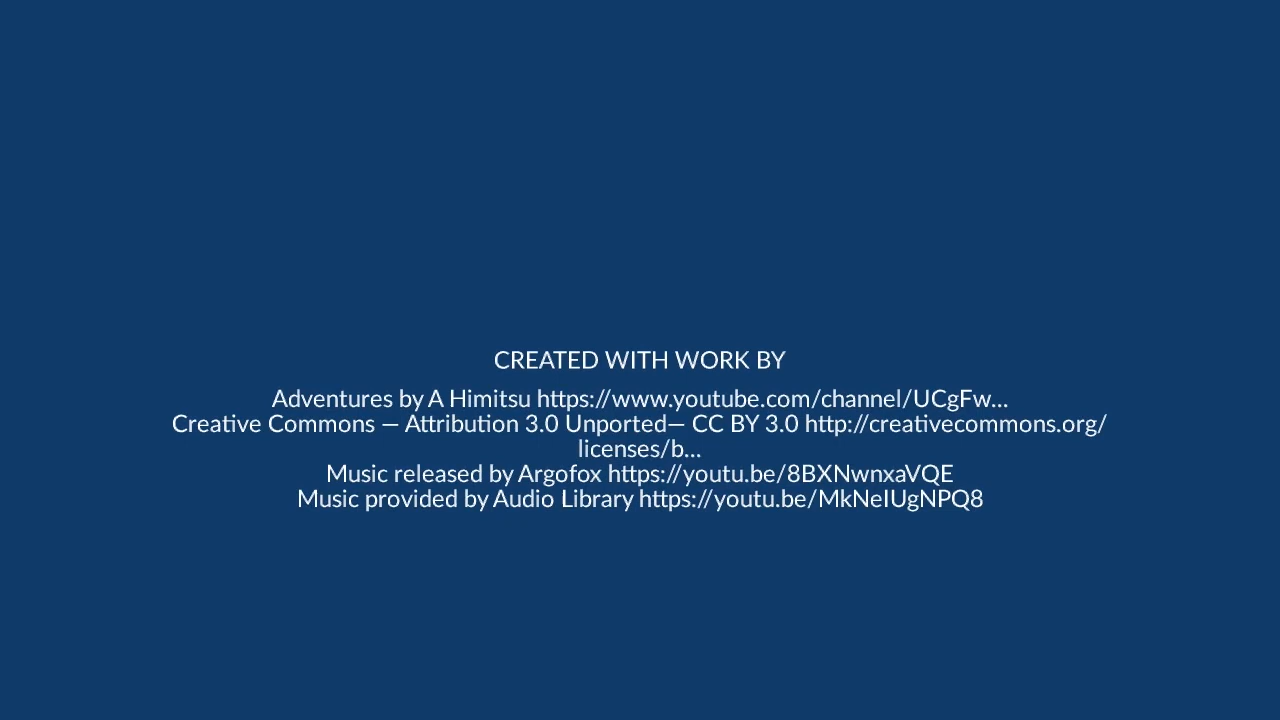 CREATED WITH WORK BY
Adventures by A Himitsu https://www.youtube.com/channel/UCgFw...
Creative Commons — Attribution 3.0 Unported— CC BY 3.0 http://creativecommons.org/
licenses/b...
Music released by Argofox https://youtu.be/8BXNwnxaVQE
Music provided by Audio Library https://youtu.be/MkNeIUgNPQ8